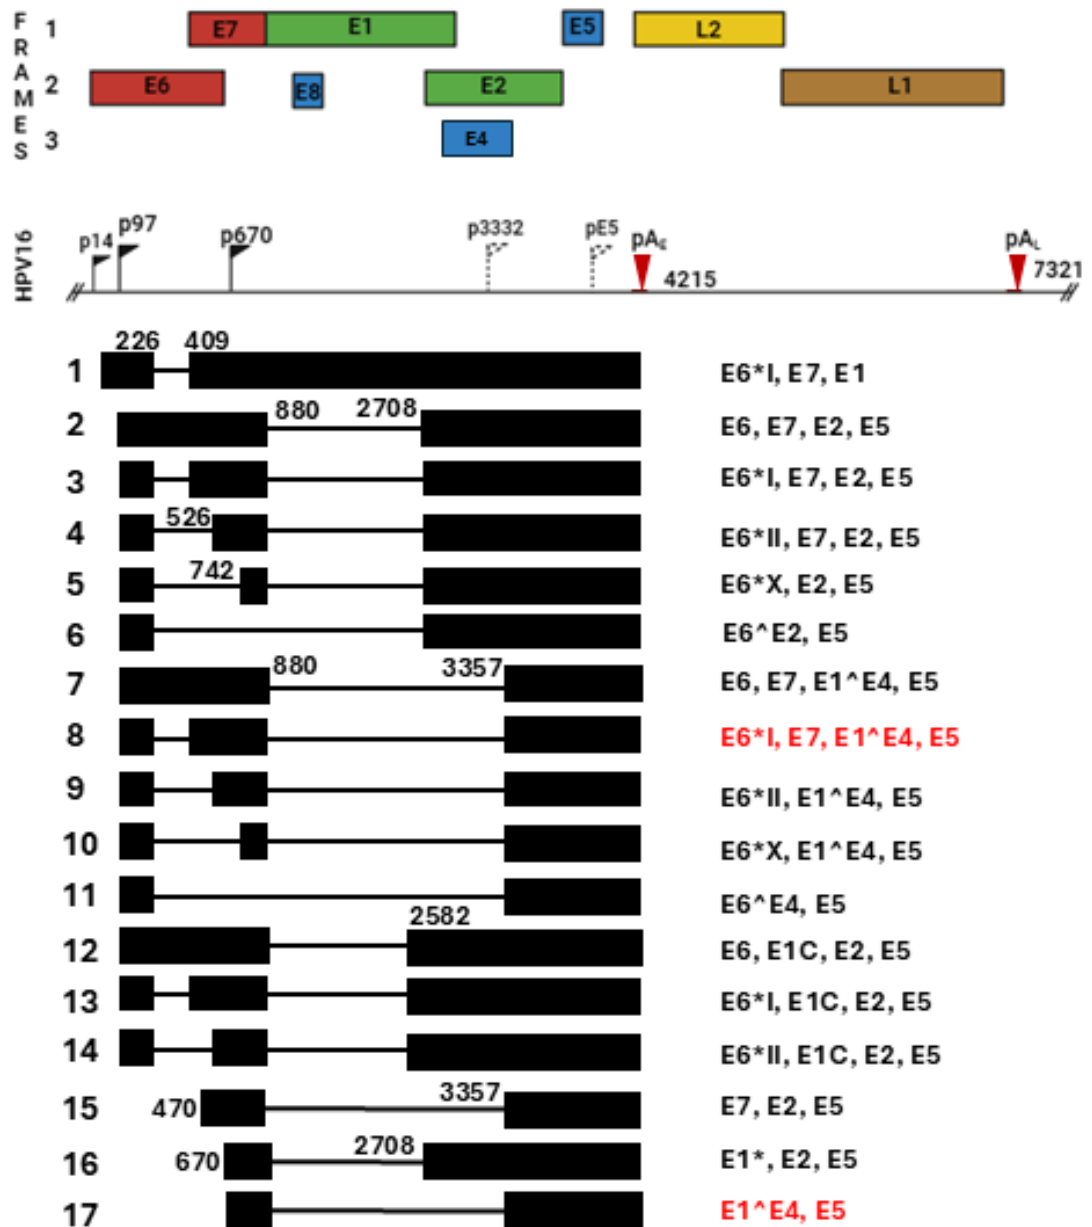 FRAMES
1 E7 E1 E5 L2
2 E6 E8 E2 L1
3 E4
HPV16
p14 p97 p670 p3332 pE5 pAE 4215 pAL 7321
226 409
1 E6*I, E7, E1
2 880 2708 E6, E7, E2, E5
3 E6*I, E7, E2, E5
4 526 E6*II, E7, E2, E5
5 742 E6*X, E2, E5
6 E6^E2, E5
7 880 3357 E6, E7, E1^E4, E5
8 E6*I, E7, E1^E4, E5
9 E6*II, E1^E4, E5
10 E6*X, E1^E4, E5
11 E6^E4, E5
2582
12 E6, E1C, E2, E5
13 E6*I, E1C, E2, E5
14 E6*II, E1C, E2, E5
15 470 3357 E7, E2, E5
16 670 2708 E1*, E2, E5
17 E1^E4, E5